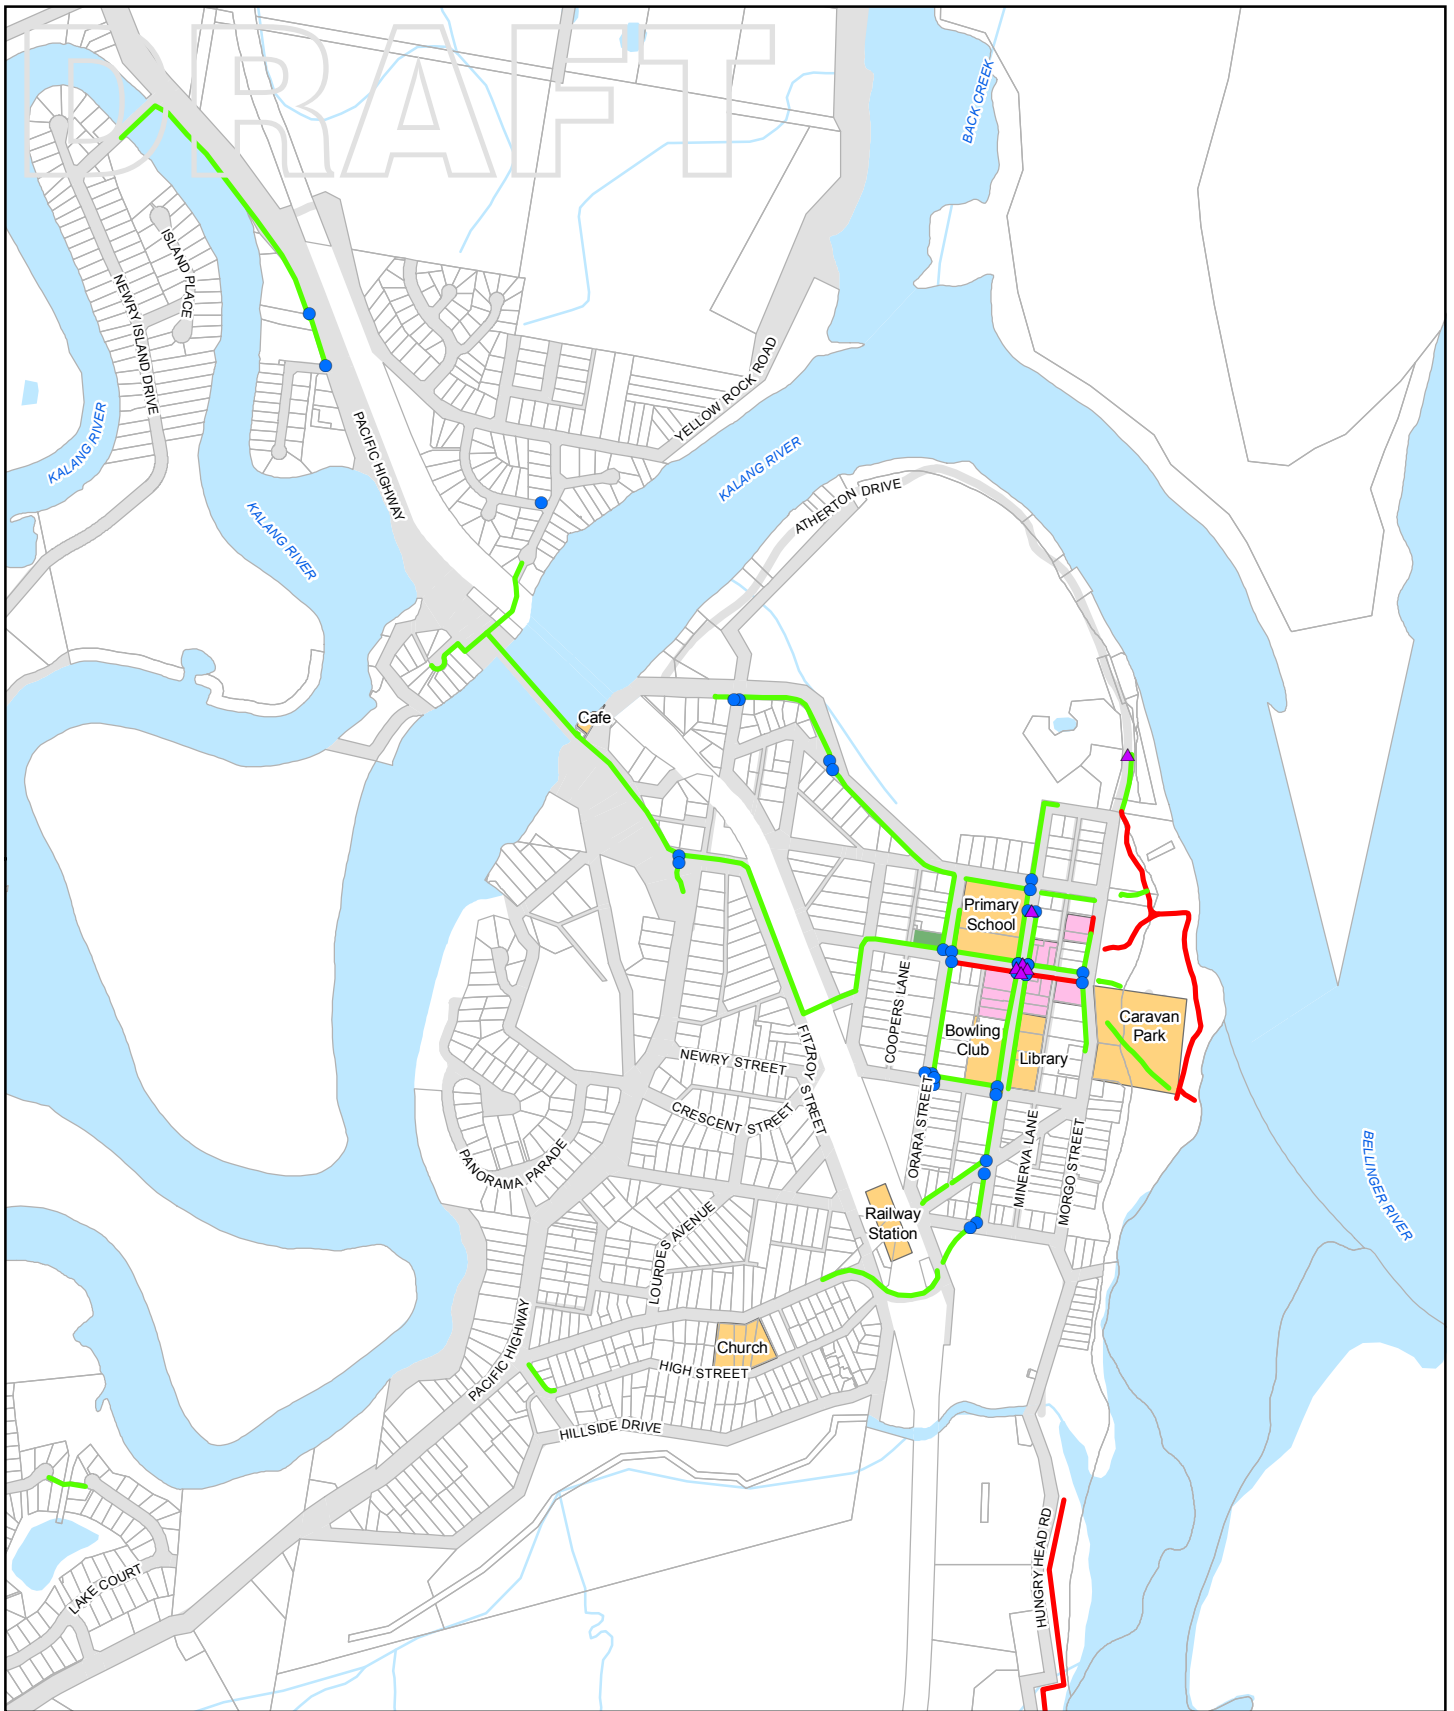 DRAFT
BACK CREEK
ISLAND PLACE
NEWRY ISLAND DRIVE
KALANG RIVER
KALANG RIVER
PACIFIC HIGHWAY
YELLOW ROCK ROAD
KALANG RIVER
ATHERTON DRIVE
Cafe
Primary
School
COOPERS LANE
Bowling
Club
Library
Caravan
Park
FITZROY STREET
NEWRY STREET
CRESCENT STREET
PANORAMA PARADE
ORARA STREET
MINERVA LANE
MORGO STREET
BELLINGER RIVER
Railway
Station
LOURDES AVENUE
PACIFIC HIGHWAY
Church
HIGH STREET
HILLSIDE DRIVE
LAKE COURT
HUNGRY HEAD RD